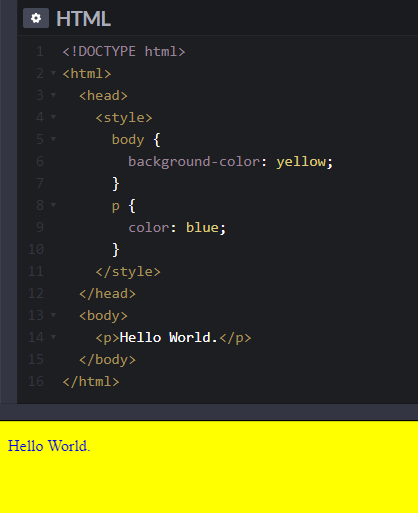 HTML
1 <!DOCTYPE html>
2 <html>
3   <head>
4     <style>
5       body {
6         background-color: yellow;
7       }
8       p {
9         color: blue;
10       }
11     </style>
12   </head>
13   <body>
14     <p>Hello World.</p>
15   </body>
16 </html>
Hello World.